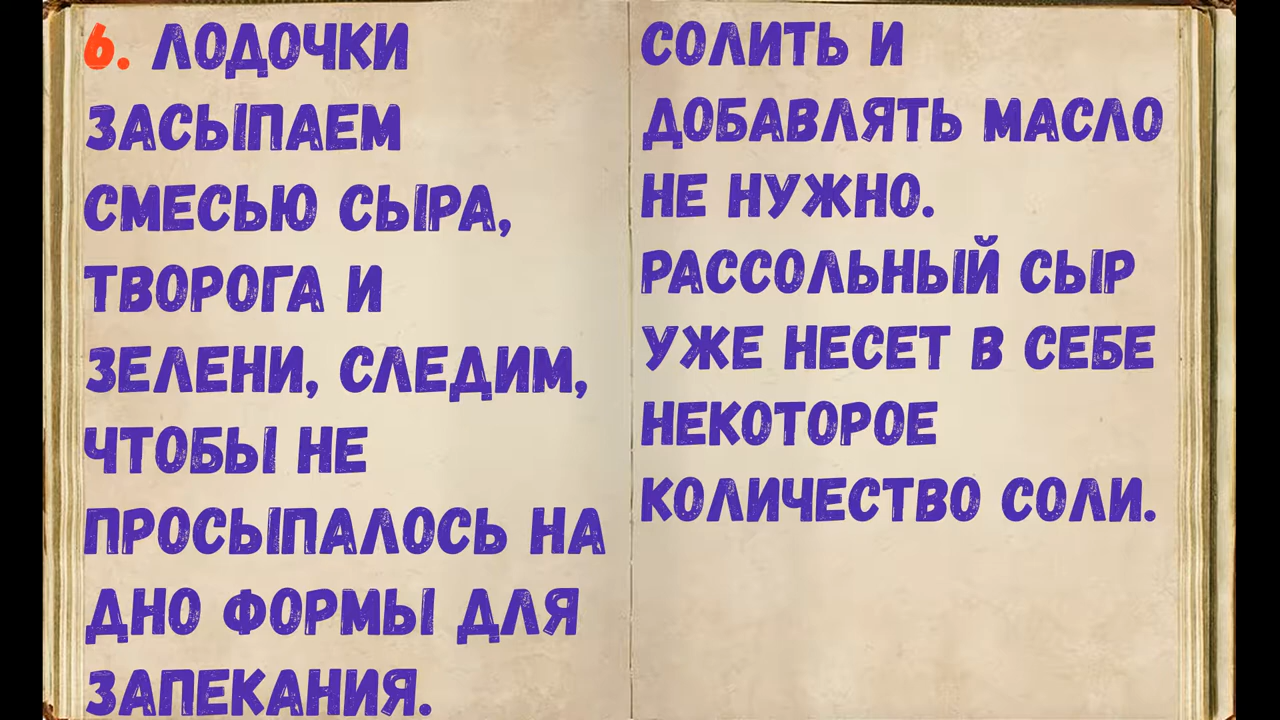 6. ЛОДОЧКИ
ЗАСЫПАЕМ
СМЕСЬЮ СЫРА,
ТВОРОГА И
ЗЕЛЕНИ, СЛЕДИМ,
ЧТОБЫ НЕ
ПРОСЫПАЛОСЬ НА
ДНО ФОРМЫ ДЛЯ
ЗАПЕКАНИЯ.
СОЛИТЬ И
ДОБАВЛЯТЬ МАСЛО
НЕ НУЖНО.
РАССОЛЬНЫЙ СЫР
УЖЕ НЕСЕТ В СЕБЕ
НЕКОТОРОЕ
КОЛИЧЕСТВО СОЛИ.